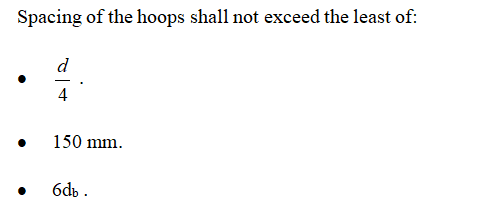 Spacing of the hoops shall not exceed the least of:
• d/4 .
• 150 mm.
• 6db .